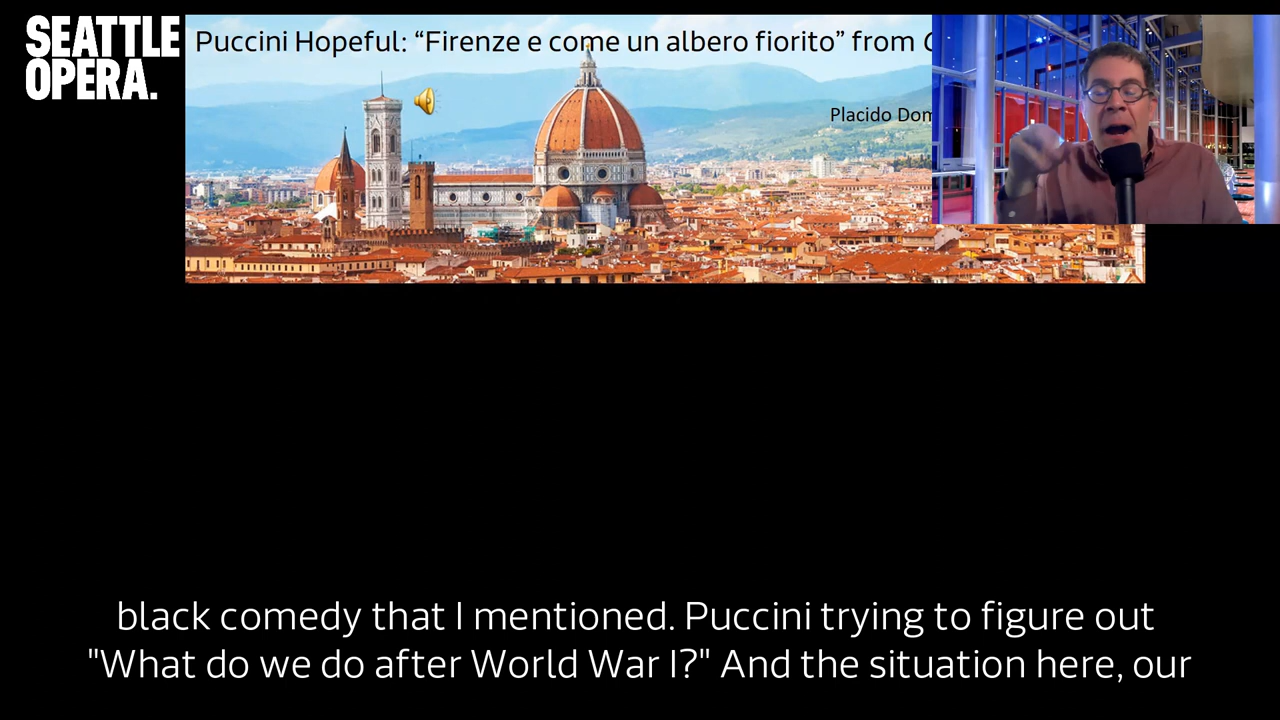 SEATTLE
OPERA.
Puccini Hopeful: “Firenze e come un albero fiorito” from
Placido
black comedy that I mentioned. Puccini trying to figure out
"What do we do after World War I?" And the situation here, our